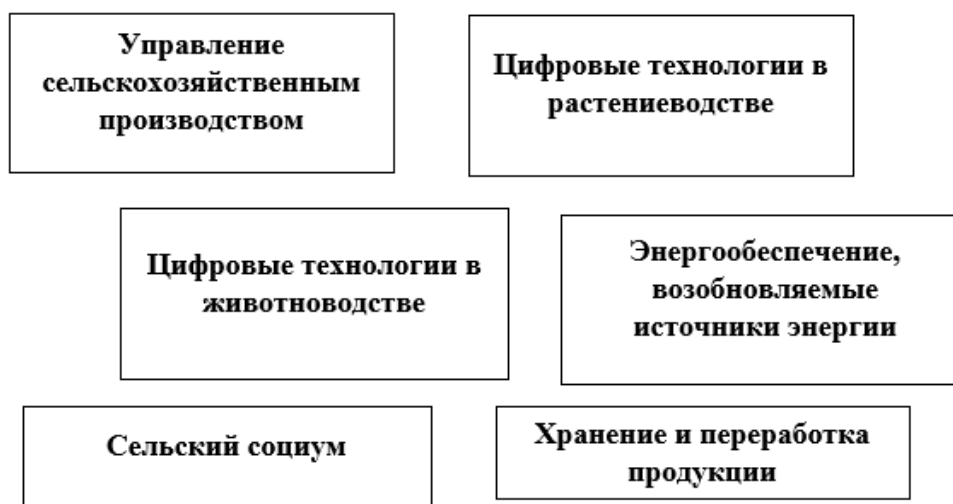 Управление
сельскохозяйственным
производством
Цифровые технологии в
растениеводстве
Цифровые технологии в
животноводстве
Энергообеспечение,
возобновляемые
источники энергии
Сельский социум
Хранение и переработка
продукции